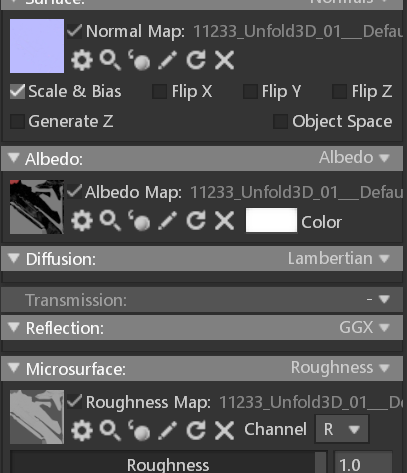 Surface: Normals
Normal Map: 11233_Unfold3D_01__Defau
Scale & Bias Flip X Flip Y Flip Z
Generate Z Object Space
Albedo: Albedo
Albedo Map: 11233_Unfold3D_01__Defau
Color
Diffusion: Lambertian
Transmission: -
Reflection: GGX
Microsurface: Roughness
Roughness Map: 11233_Unfold3D_01__D
Channel R
Roughness 1.0